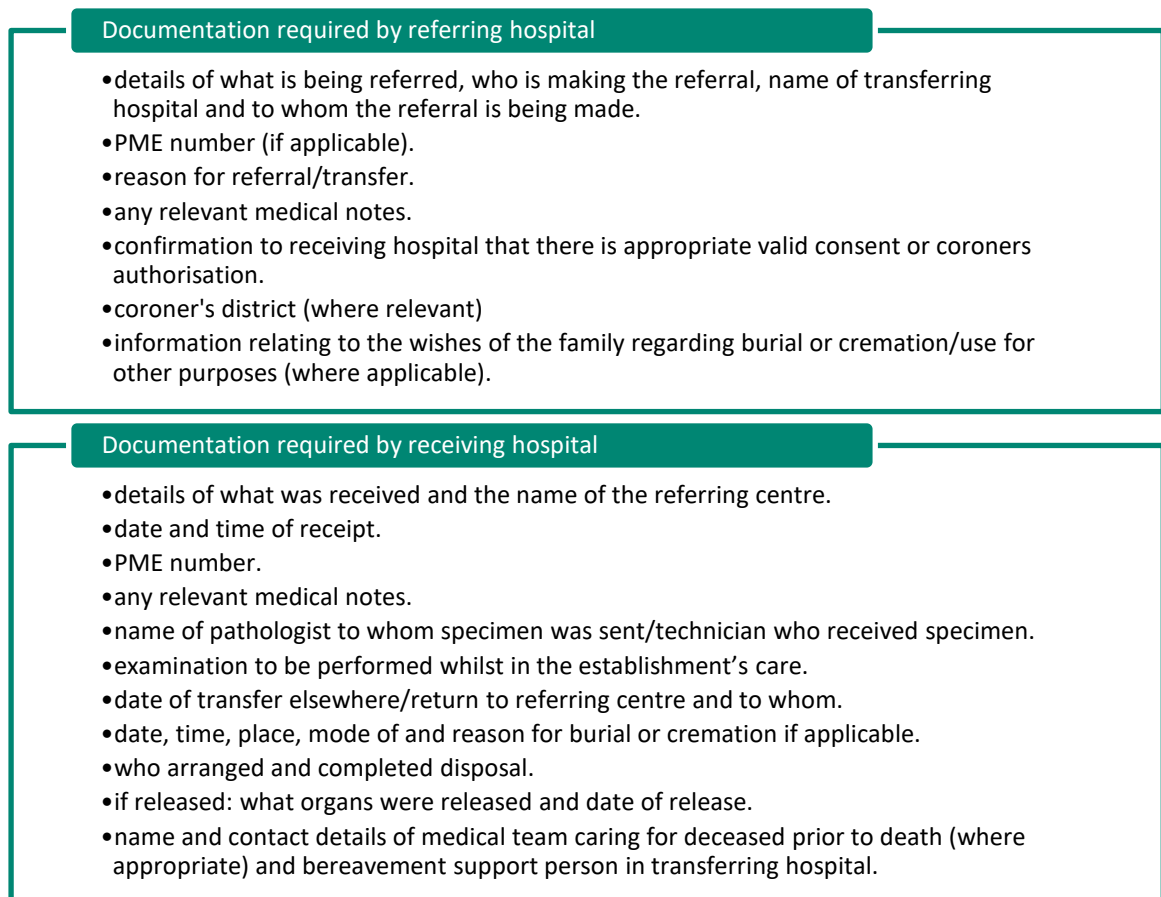 Documentation required by referring hospital
•details of what is being referred, who is making the referral, name of transferring
hospital and to whom the referral is being made.
•PME number (if applicable).
•reason for referral/transfer.
•any relevant medical notes.
•confirmation to receiving hospital that there is appropriate valid consent or coroners
authorisation.
•coroner's district (where relevant)
•information relating to the wishes of the family regarding burial or cremation/use for
other purposes (where applicable).
Documentation required by receiving hospital
•details of what was received and the name of the referring centre.
•date and time of receipt.
•PME number.
•any relevant medical notes.
•name of pathologist to whom specimen was sent/technician who received specimen.
•examination to be performed whilst in the establishment’s care.
•date of transfer elsewhere/return to referring centre and to whom.
•date, time, place, mode of and reason for burial or cremation if applicable.
•who arranged and completed disposal.
•if released: what organs were released and date of release.
•name and contact details of medical team caring for deceased prior to death (where
appropriate) and bereavement support person in transferring hospital.